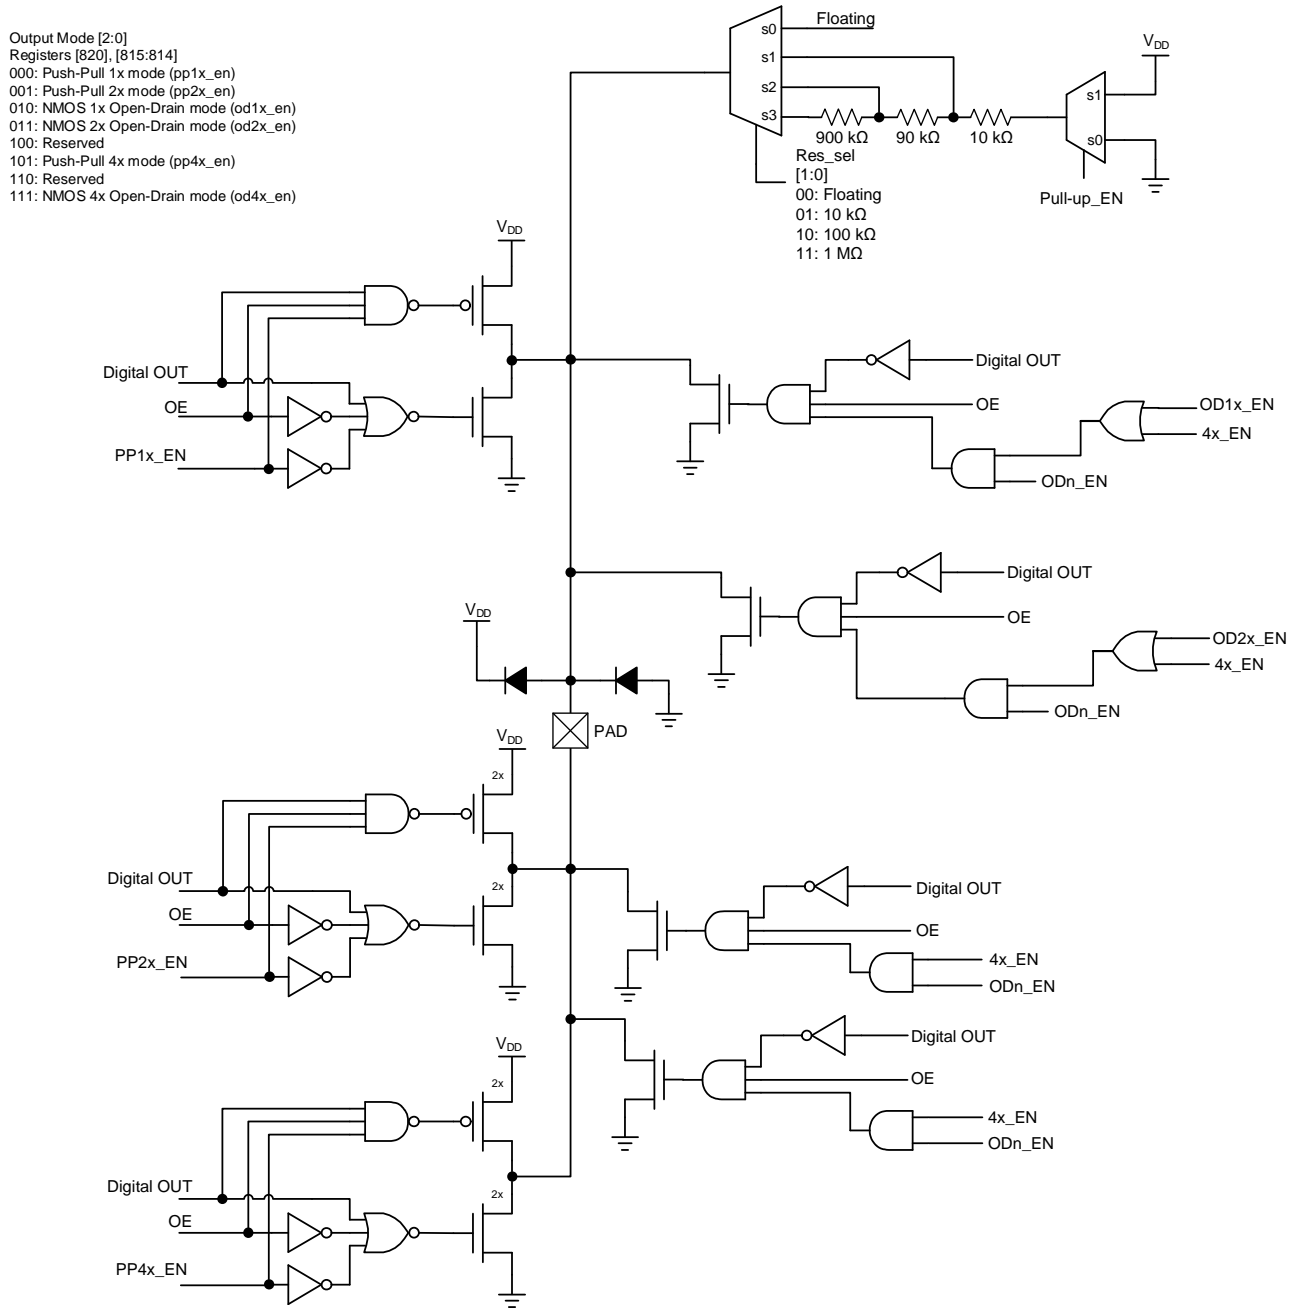 Output Mode [2:0]
Registers [820], [815:814]
000: Push-Pull 1x mode (pp1x_en)
001: Push-Pull 2x mode (pp2x_en)
010: NMOS 1x Open-Drain mode (od1x_en)
011: NMOS 2x Open-Drain mode (od2x_en)
100: Reserved
101: Push-Pull 4x mode (pp4x_en)
110: Reserved
111: NMOS 4x Open-Drain mode (od4x_en)
s0
Floating
s1
s2
s3
900 kΩ
90 kΩ
10 kΩ
VDD
s1
s0
Pull-up_EN
Res_sel
[1:0]
00: Floating
01: 10 kΩ
10: 100 kΩ
11: 1 MΩ
VDD
Digital OUT
OE
PP1x_EN
Digital OUT
OE
OD1x_EN
4x_EN
ODn_EN
Digital OUT
OE
OD2x_EN
4x_EN
ODn_EN
VDD
PAD
VDD
2x
Digital OUT
2x
OE
PP2x_EN
Digital OUT
OE
4x_EN
ODn_EN
Digital OUT
OE
4x_EN
ODn_EN
VDD
2x
Digital OUT
2x
OE
PP4x_EN